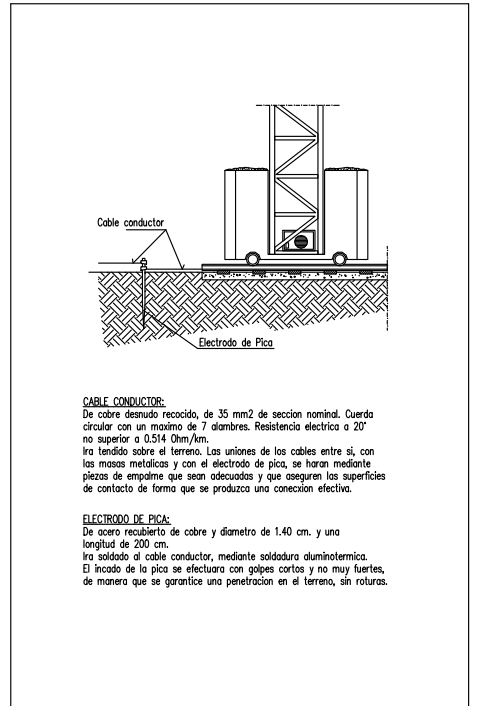 Cable conductor
Electrodo de Pica
CABLE CONDUCTOR:
De cobre desnudo recocido, de 35 mm2 de seccion nominal. Cuerda
circular con un maximo de 7 alambres. Resistencia electrica a 20°
no superior a 0.514 Ohm/km.
Ira tendido sobre el terreno. Las uniones de los cables entre si, con
las masas metalicas y con el electrodo de pica, se haran mediante
piezas de empalme que sean adecuadas y que aseguren las superficies
de contacto de forma que se produzca una conecxion efectiva.
ELECTRODO DE PICA:
De acero recubierto de cobre y diametro de 1.40 cm. y una
longitud de 200 cm.
Ira soldado al cable conductor, mediante soldadura aluminotermica.
El incado de la pica se efectuara con golpes cortos y no muy fuertes,
de manera que se garantice una penetracion en el terreno, sin roturas.